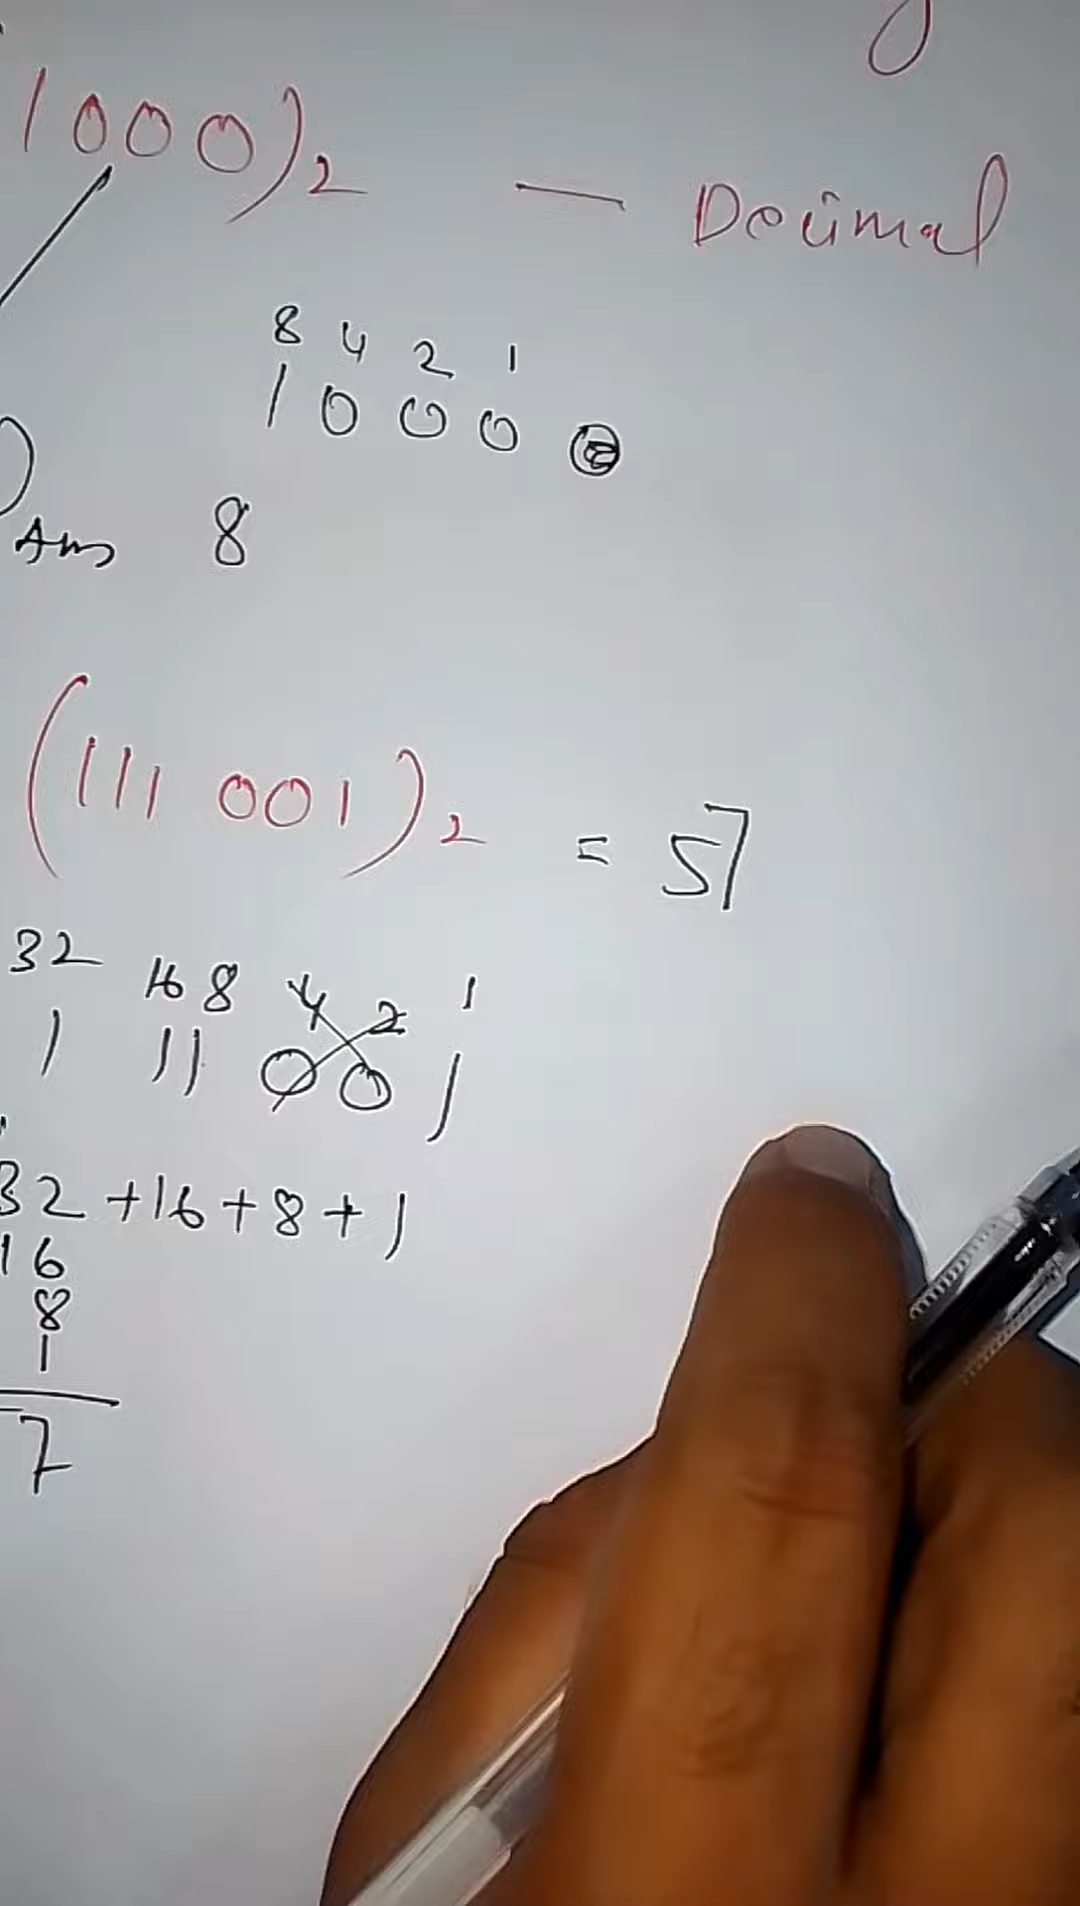 1000)2 — Decimal
8 4 2 1
1 0 0 0
Ans 8
(111 001)2 = 57
32 16 8 4 2 1
1 11 0 0 1
32 +16+8+1
16
8
1
7